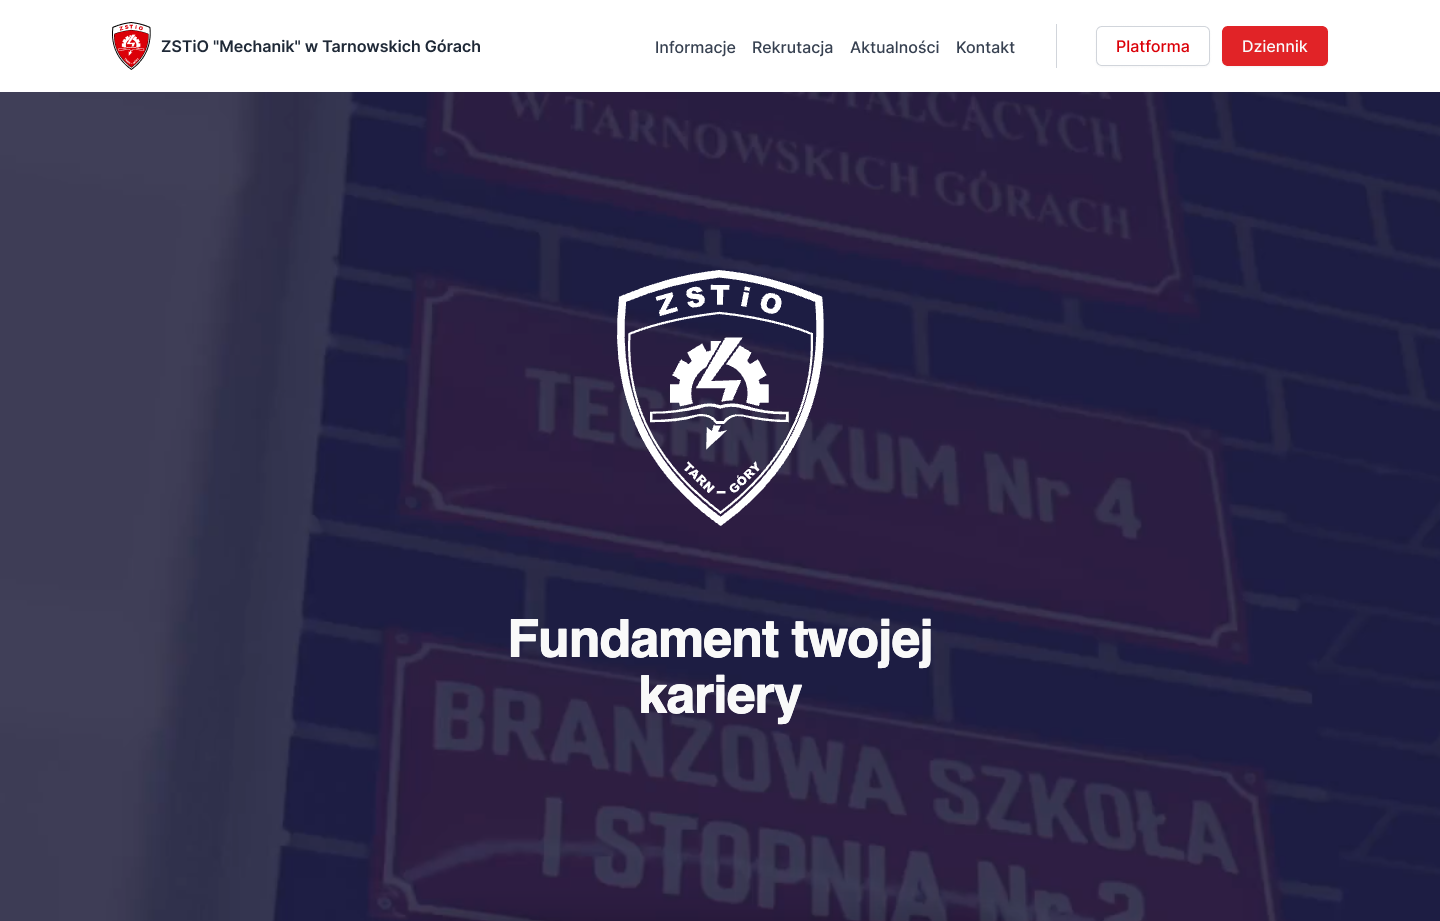 ZSTiO "Mechanik" w Tarnowskich Górach
Informacje Rekrutacja Aktualności Kontakt
Platforma Dziennik
W TARNOWSKICH GÓRACH
ZSTiO
TARN – GÓRY
TECHNIKUM Nr 4
Fundament twojej
kariery
BRANŻOWA SZKOŁA
I STOPNIA Nr 2